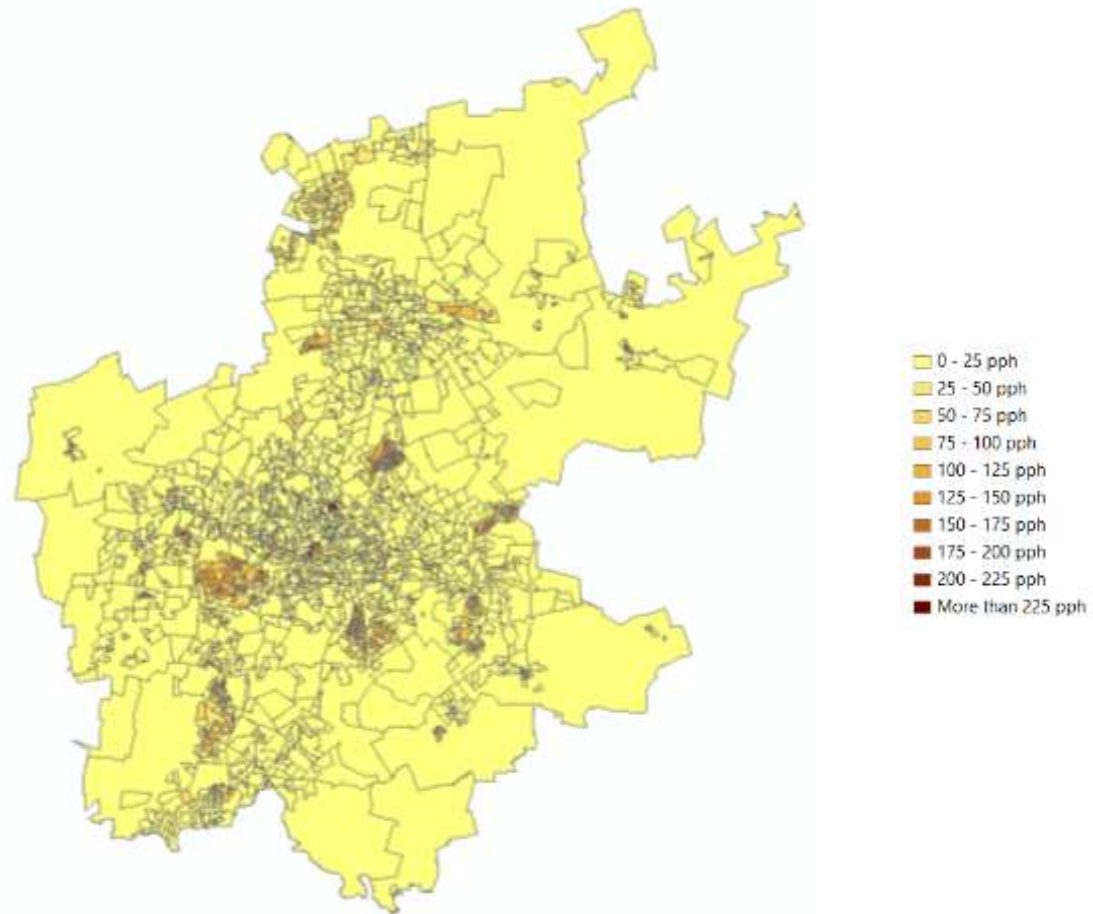 0 - 25 pph
25 - 50 pph
50 - 75 pph
75 - 100 pph
100 - 125 pph
125 - 150 pph
150 - 175 pph
175 - 200 pph
200 - 225 pph
More than 225 pph